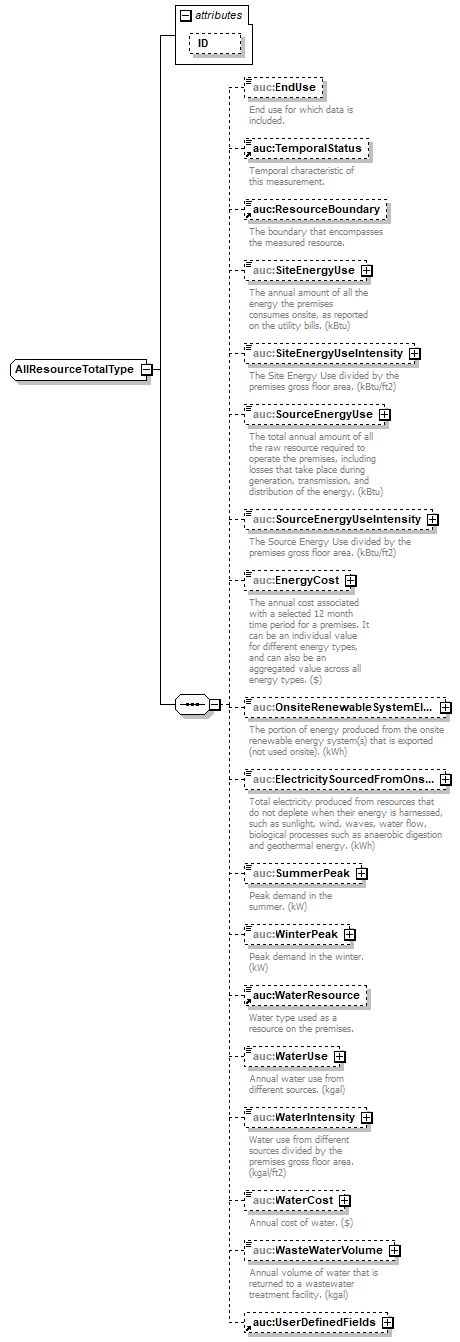 attributes
ID
auc:EndUse
End use for which data is
included.
auc:TemporalStatus
Temporal characteristic of
this measurement.
auc:ResourceBoundary
The boundary that encompasses
the measured resource.
auc:SiteEnergyUse
The annual amount of all the
energy the premises
consumes onsite, as reported
on the utility bills. (kBtu)
AllResourceTotalType
auc:SiteEnergyUseIntensity
The Site Energy Use divided by the
premises gross floor area. (kBtu/ft2)
auc:SourceEnergyUse
The total annual amount of all
the raw resource required to
operate the premises, including
losses that take place during
generation, transmission, and
distribution of the energy. (kBtu)
auc:SourceEnergyUseIntensity
The Source Energy Use divided by the
premises gross floor area. (kBtu/ft2)
auc:EnergyCost
The annual cost associated
with a selected 12 month
time period for a premises. It
can be an individual value
for different energy types,
and can also be an
aggregated value across all
energy types. ($)
auc:OnsiteRenewableSystemEl...
The portion of energy produced from the onsite
renewable energy system(s) that is exported
(not used onsite). (kWh)
auc:ElectricitySourcedFromOns...
Total electricity produced from resources that
do not deplete when their energy is harnessed,
such as sunlight, wind, waves, water flow,
biological processes such as anaerobic digestion
and geothermal energy. (kWh)
auc:SummerPeak
Peak demand in the
summer. (kW)
auc:WinterPeak
Peak demand in the winter.
(kW)
auc:WaterResource
Water type used as a
resource on the premises.
auc:WaterUse
Annual water use from
different sources. (kgal)
auc:WaterIntensity
Water use from different
sources divided by the
premises gross floor area.
(kgal/ft2)
auc:WaterCost
Annual cost of water. ($)
auc:WasteWaterVolume
Annual volume of water that is
returned to a wastewater
treatment facility. (kgal)
auc:UserDefinedFields